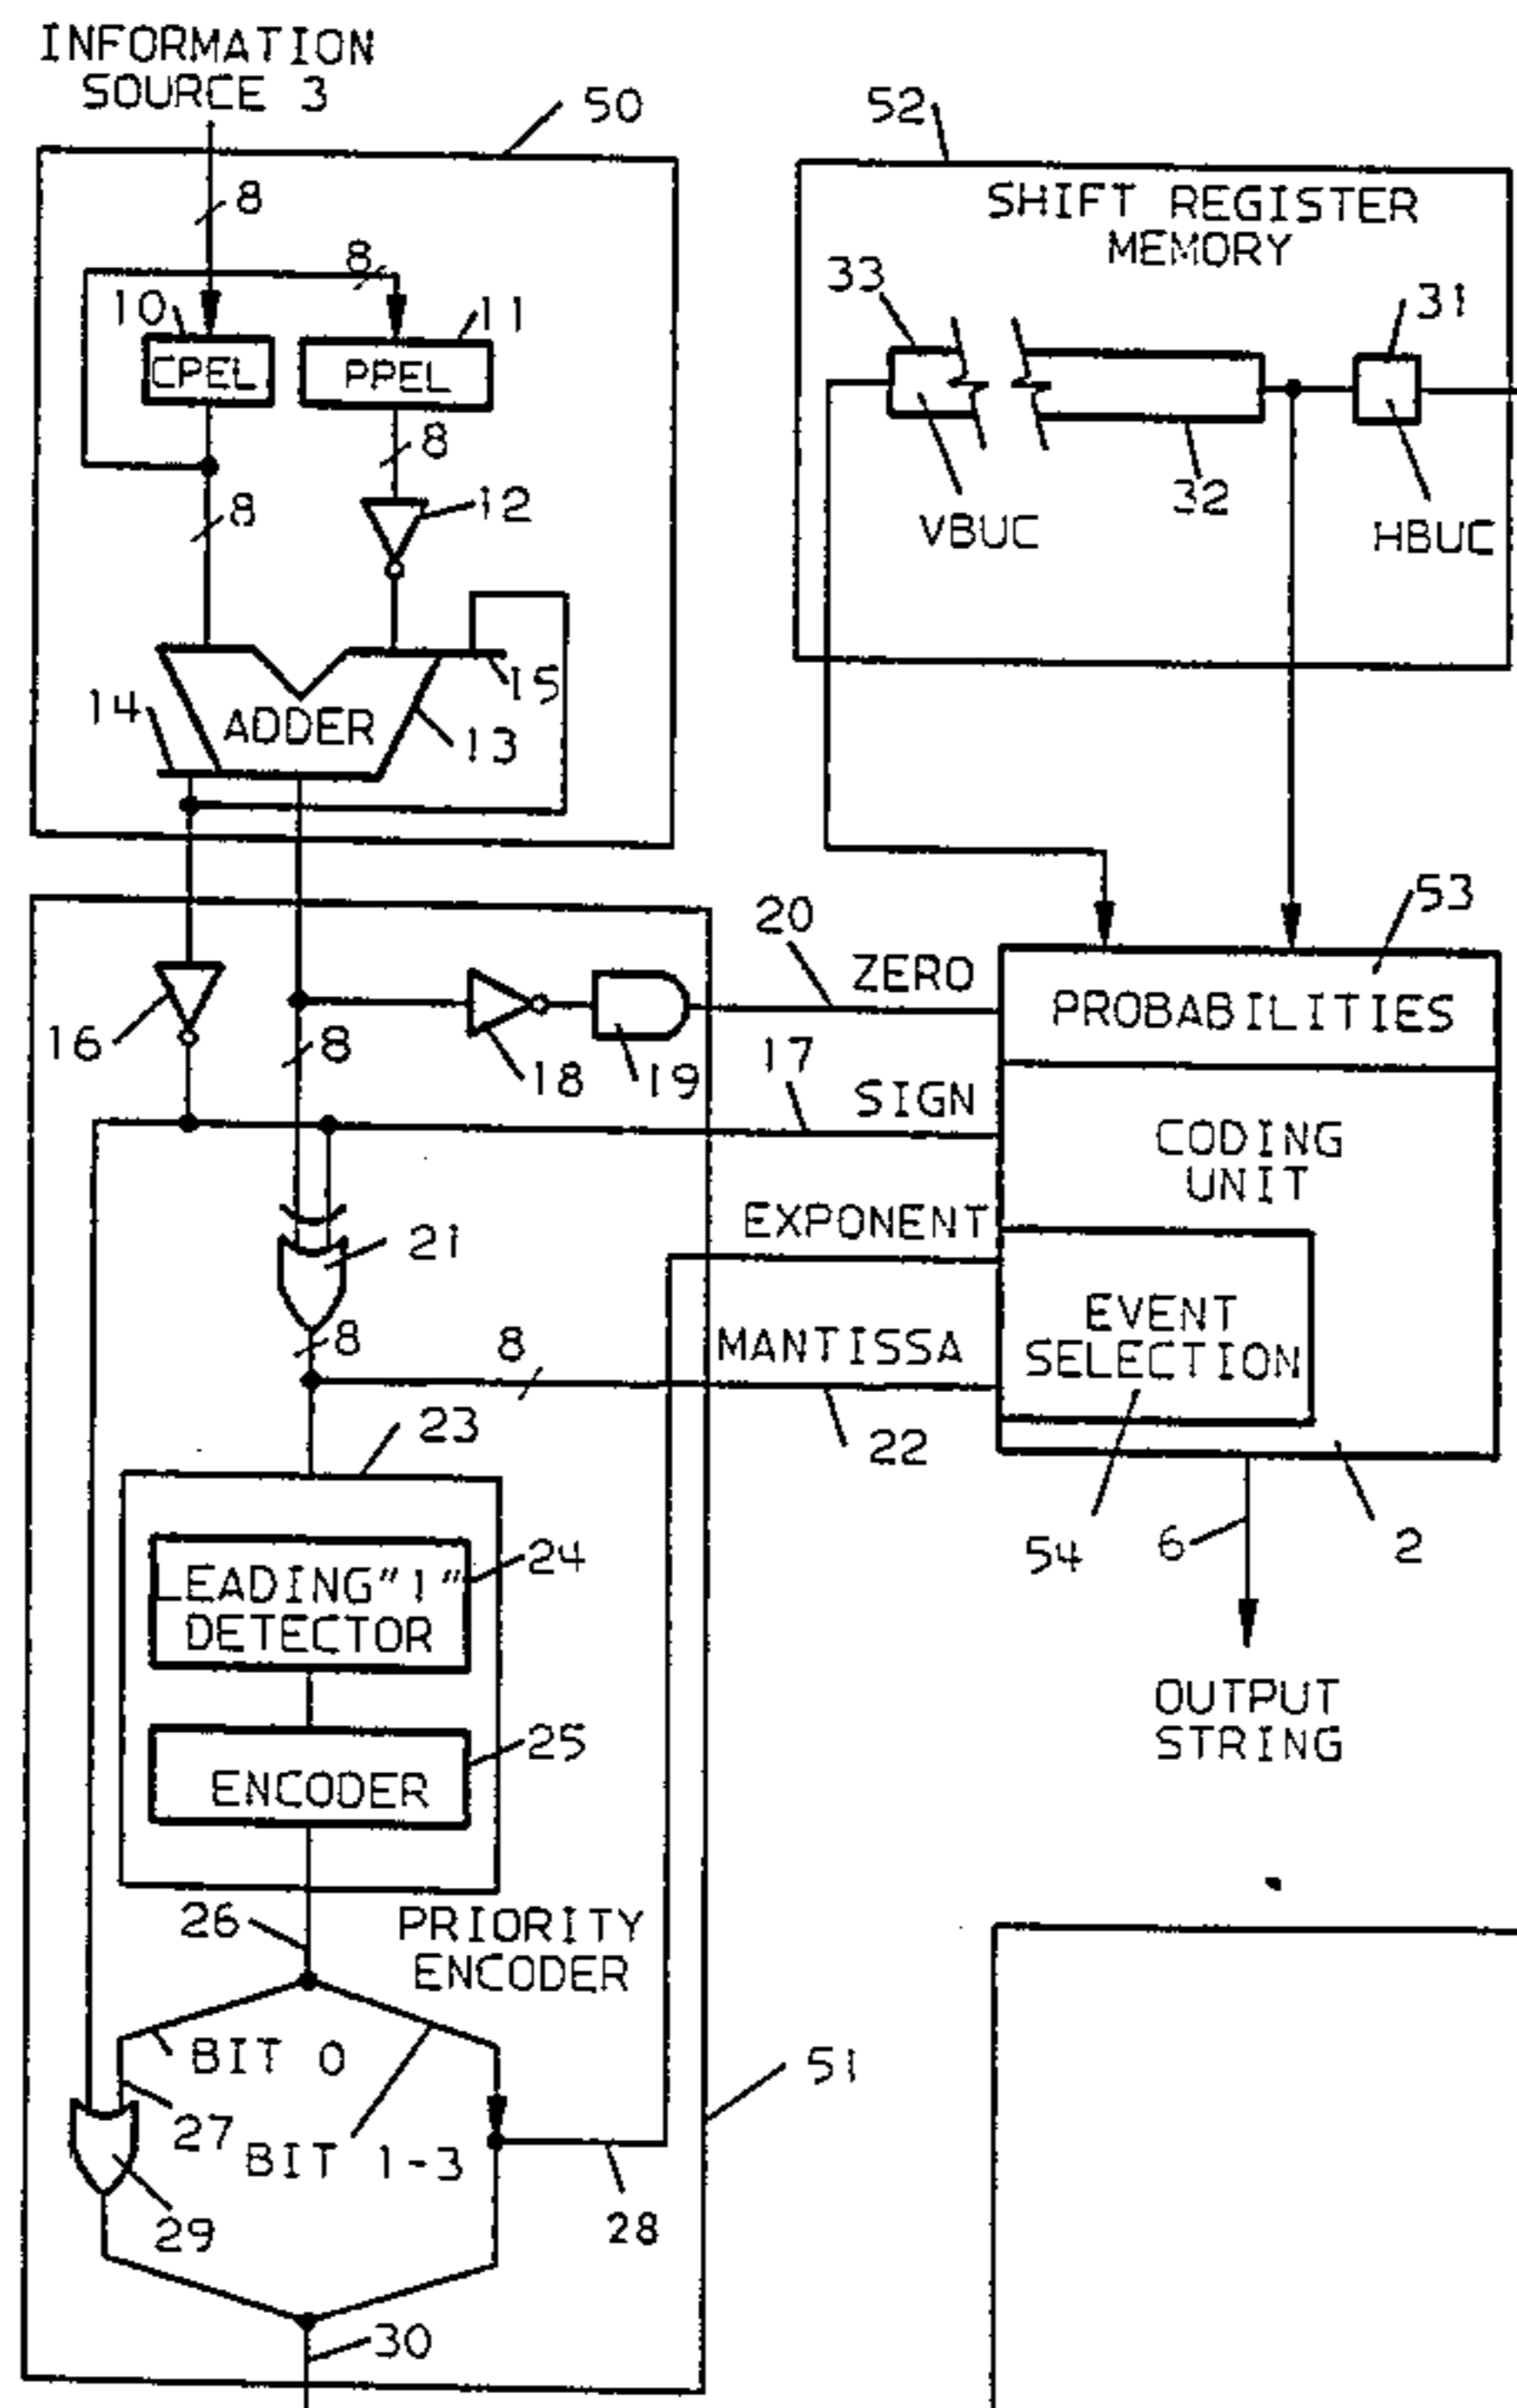 INFORMATION
SOURCE 3
50
8
8
10
11
CPEL
PPEL
8
8
12
15
14
ADDER
13
52
SHIFT REGISTER
MEMORY
33
31
32
VBUC
HBUC
16
8
18
19
20
ZERO
17
SIGN
53
PROBABILITIES
CODING
UNIT
21
EXPONENT
8
8
MANTISSA
EVENT
SELECTION
22
23
54
6
2
LEADING"1"
DETECTOR
24
OUTPUT
STRING
ENCODER
25
26
PRIORITY
ENCODER
BIT 0
27
BIT 1-3
51
29
28
30